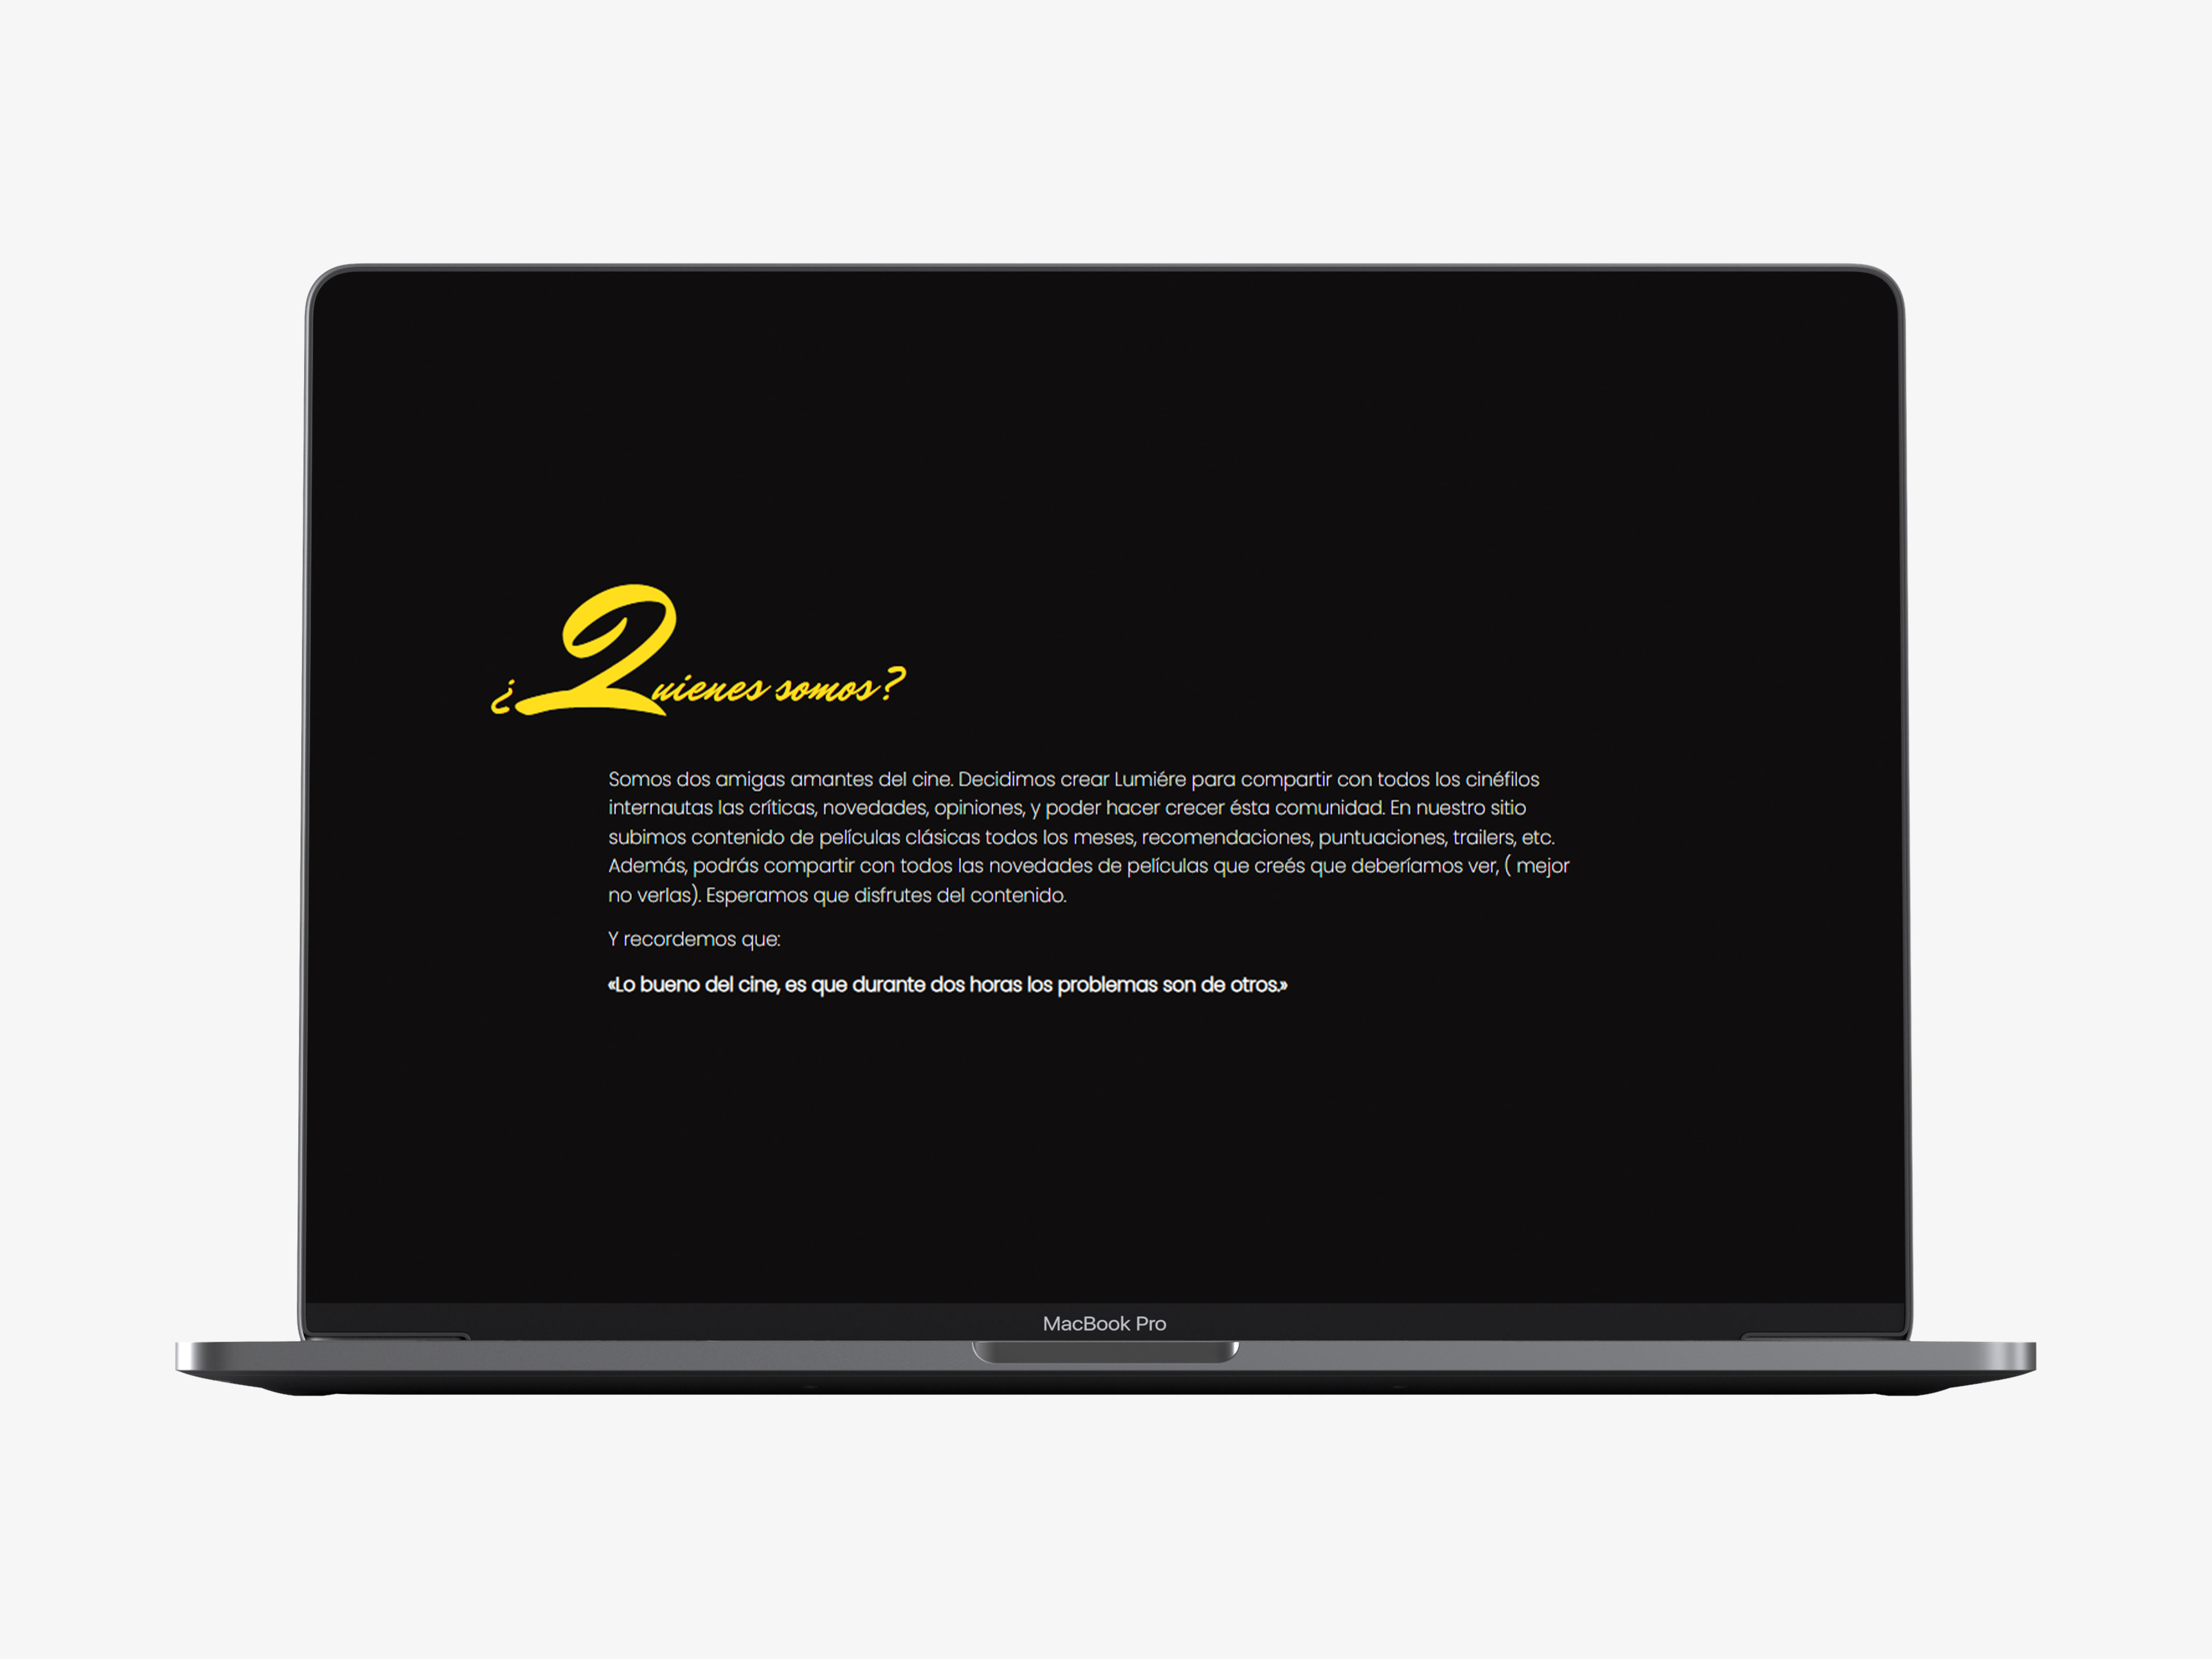 ¿Quienes somos?
Somos dos amigas amantes del cine. Decidimos crear Lumiére para compartir con todos los cinéfilos
internautas las críticas, novedades, opiniones, y poder hacer crecer ésta comunidad. En nuestro sitio
subimos contenido de películas clásicas todos los meses, recomendaciones, puntuaciones, trailers, etc.
Además, podrás compartir con todos las novedades de películas que creés que deberíamos ver, ( mejor
no verlas). Esperamos que disfrutes del contenido.
Y recordemos que:
«Lo bueno del cine, es que durante dos horas los problemas son de otros.»
MacBook Pro